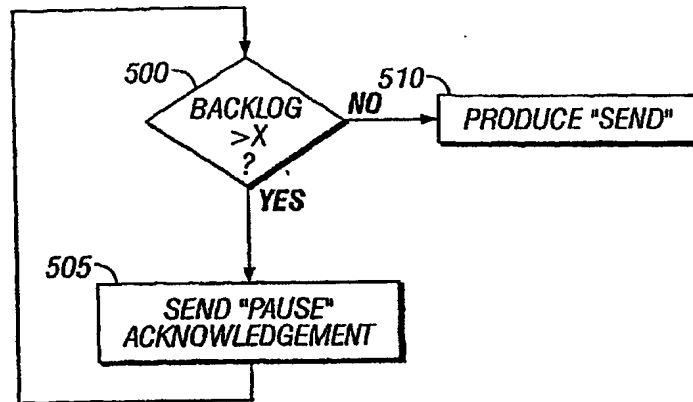 500
BACKLOG
>X
?
NO
YES
510
PRODUCE "SEND"
505
SEND "PAUSE"
ACKNOWLEDGEMENT